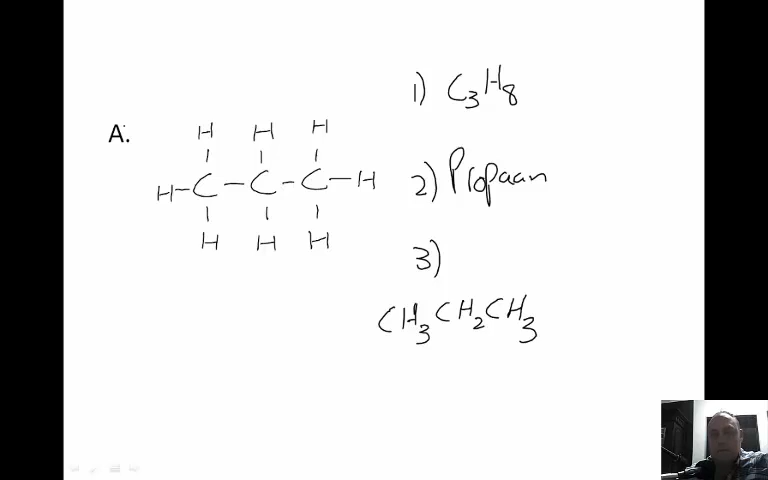 A.
H H H
H-C-C-C-H
H H H
1) C₃H₈
2) Propaan
3)
CH₃CH₂CH₃